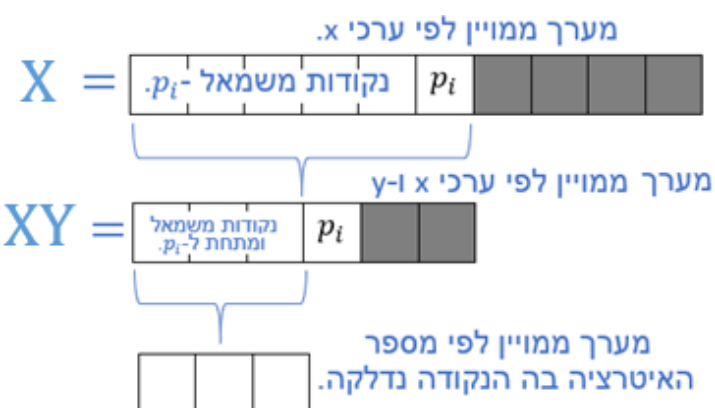 מערך ממויין לפי ערכי x.
X = נקודות משמאל ל-pᵢ. pᵢ
מערך ממויין לפי ערכי x ו-y
XY = נקודות משמאל
ומתחת ל-pᵢ. pᵢ
מערך ממויין לפי מספר
האיטרציה בה הנקודה נדלקה.